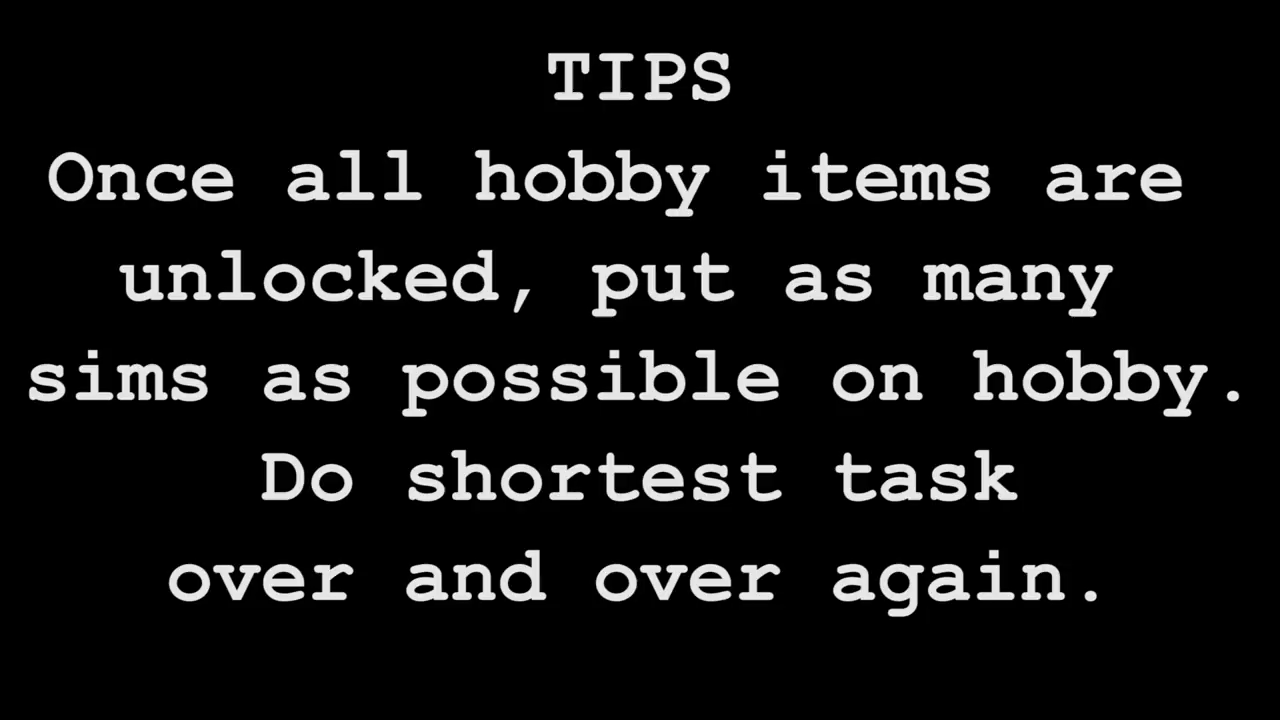 TIPS
Once all hobby items are
unlocked, put as many
sims as possible on hobby.
Do shortest task
over and over again.